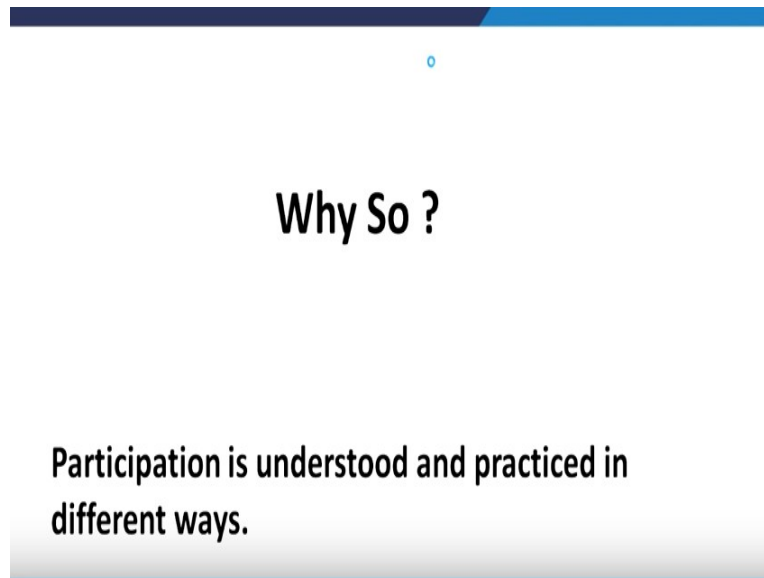 Why So ?
Participation is understood and practiced in
different ways.